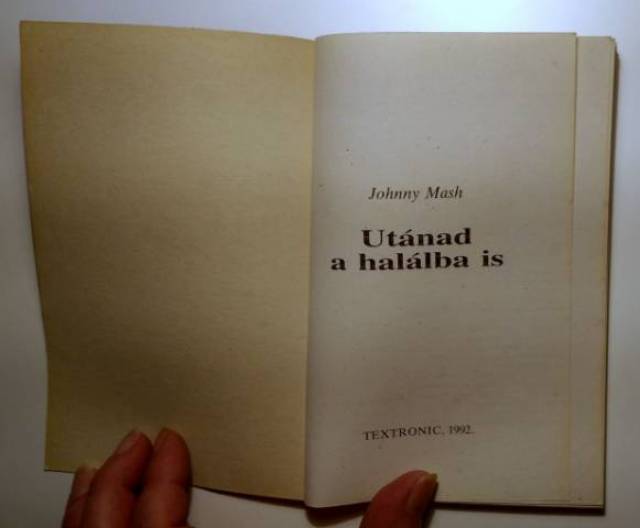 Johnny Mash
Utánad
a halálba is
TEXTRONIC, 1992.